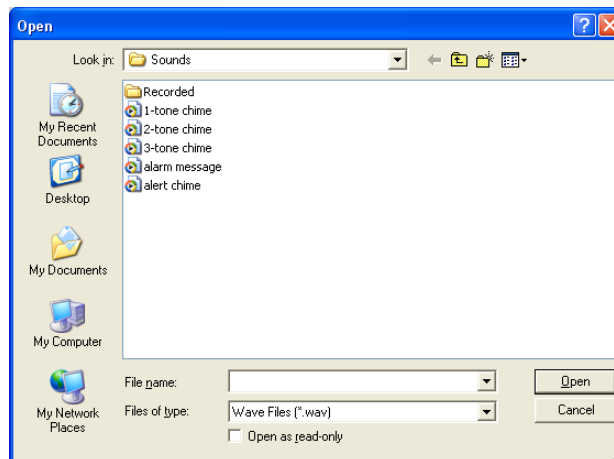 Open
Look in: Sounds
Recorded
1-tone chime
2-tone chime
3-tone chime
alarm message
alert chime
My Recent
Documents
Desktop
My Documents
My Computer
My Network
Places
File name:
Open
Files of type: Wave Files (*.wav)
Cancel
Open as read-only